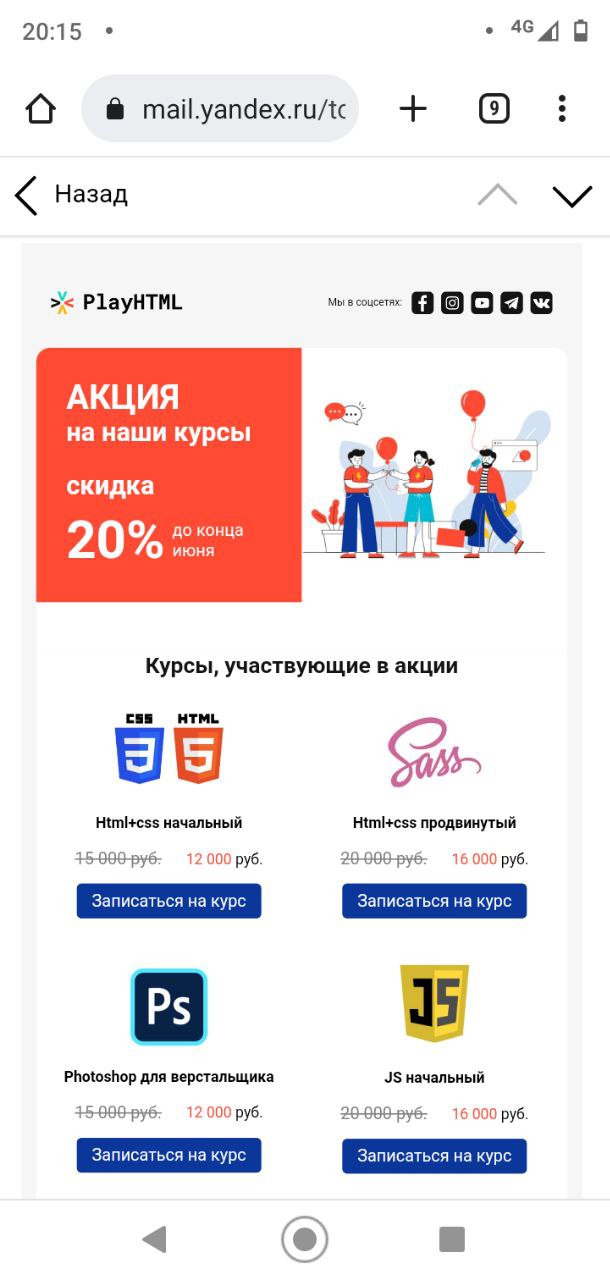 20:15
4G
mail.yandex.ru/tc
9
Назад
PlayHTML
Мы в соцсетях:
АКЦИЯ
на наши курсы
скидка
20% до конца
июня
Курсы, участвующие в акции
CSS HTML
Sass
Html+css начальный
Html+css продвинутый
15 000 руб. 12 000 руб.
20 000 руб. 16 000 руб.
Записаться на курс
Записаться на курс
Ps
JS
Photoshop для верстальщика
JS начальный
15 000 руб. 12 000 руб.
20 000 руб. 16 000 руб.
Записаться на курс
Записаться на курс